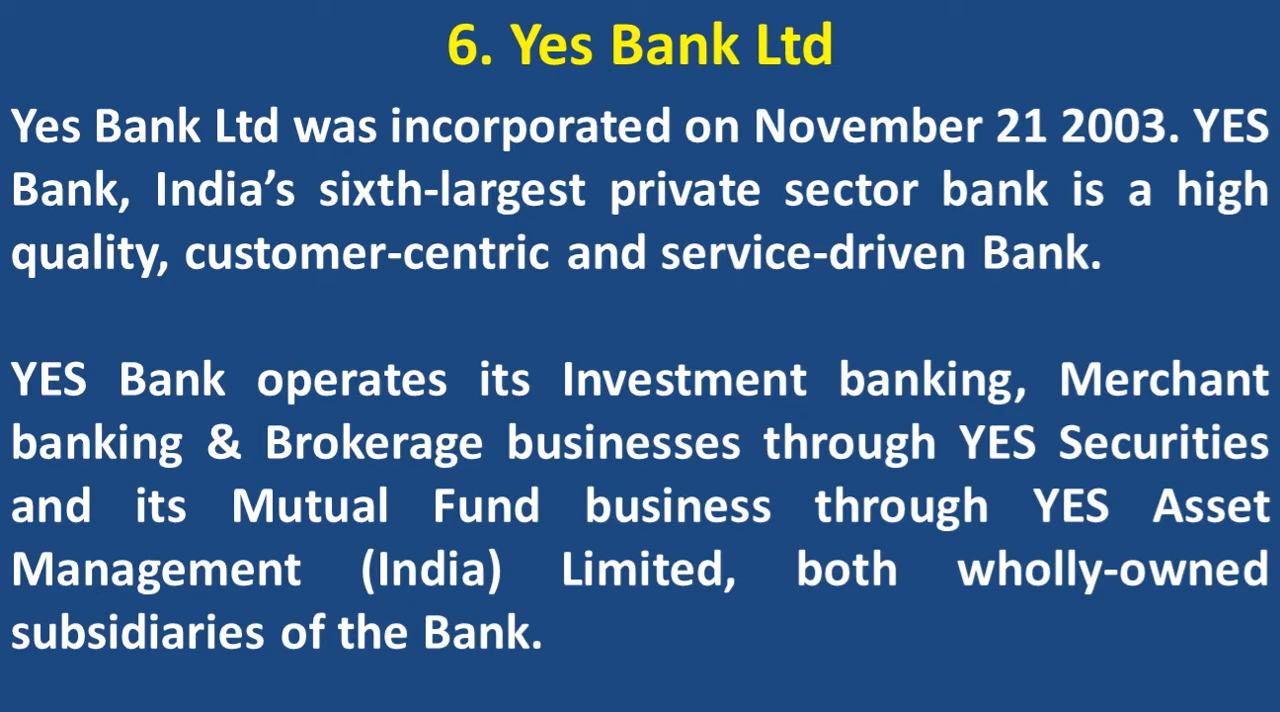 6. Yes Bank Ltd
Yes Bank Ltd was incorporated on November 21 2003. YES
Bank, India’s sixth-largest private sector bank is a high
quality, customer-centric and service-driven Bank.
YES Bank operates its Investment banking, Merchant
banking & Brokerage businesses through YES Securities
and its Mutual Fund business through YES Asset
Management (India) Limited, both wholly-owned
subsidiaries of the Bank.